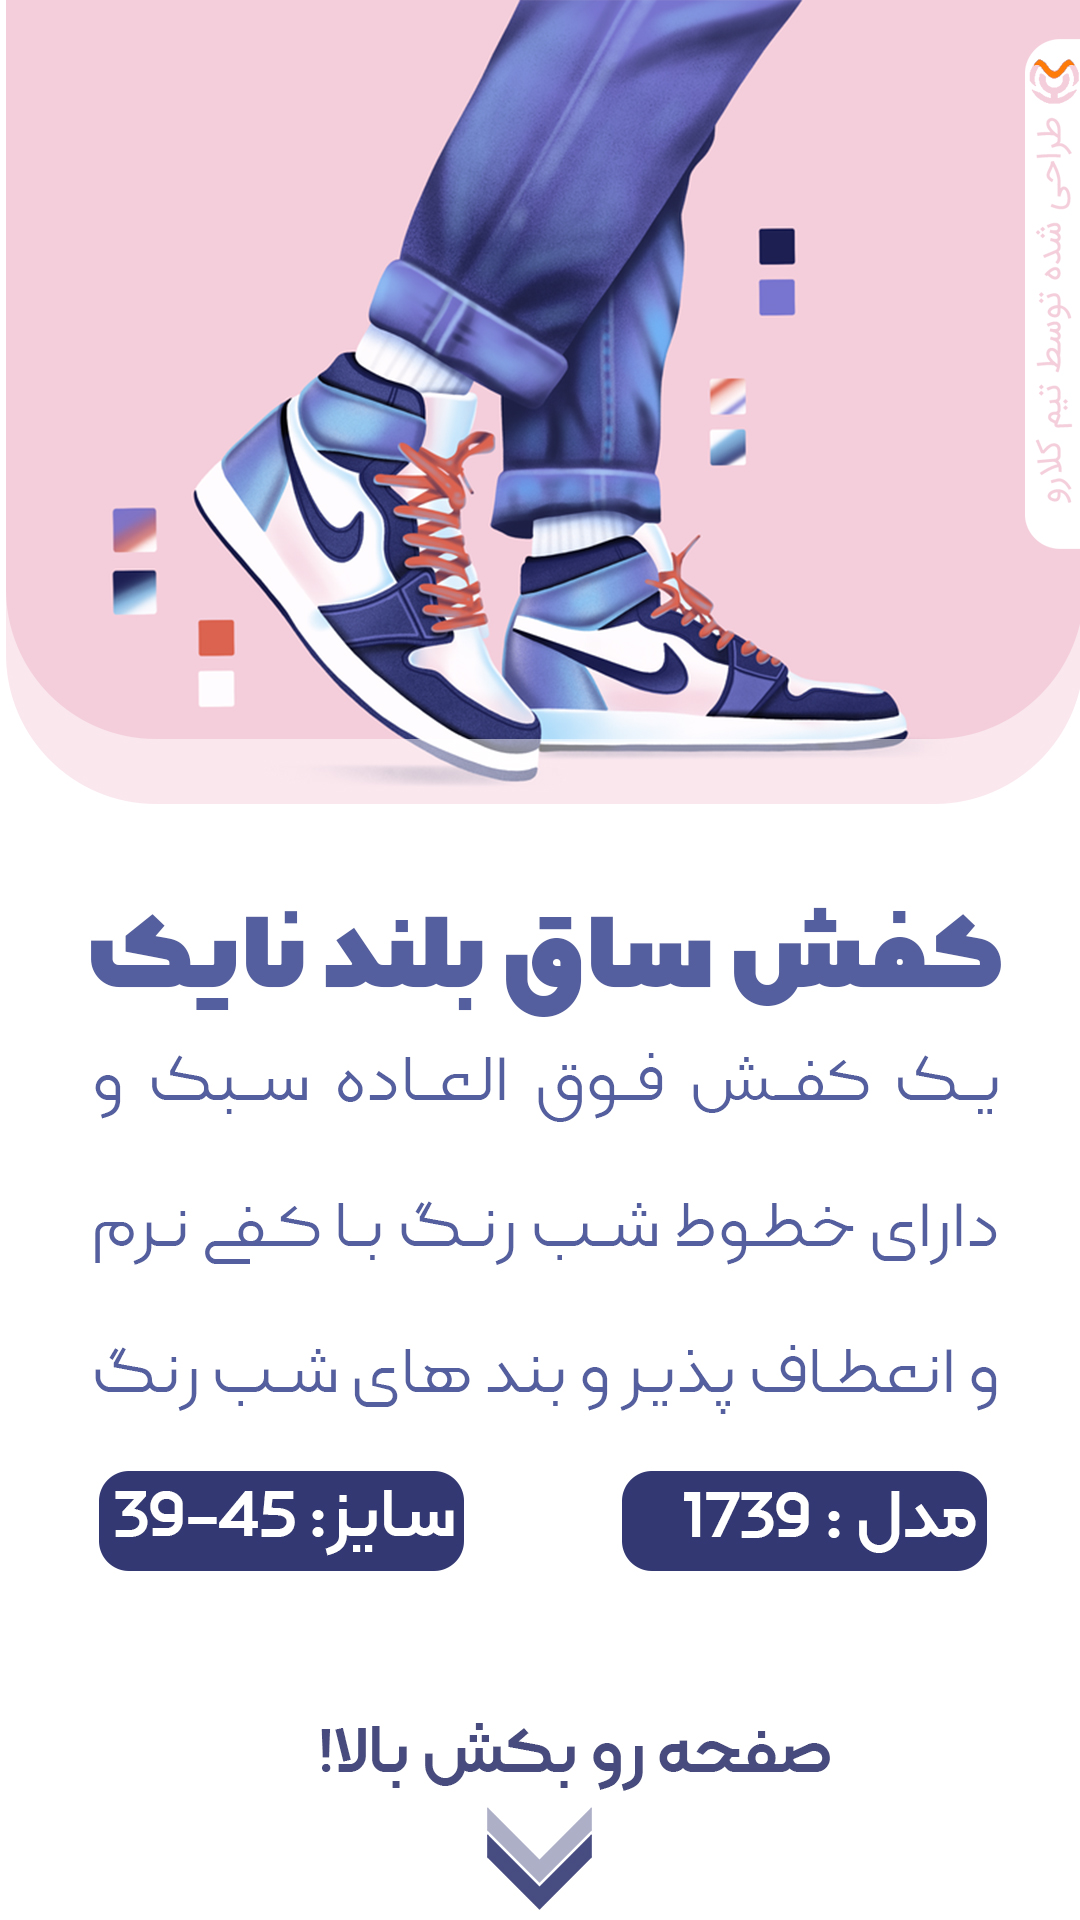 طراحی شده توسط تیم کلارو
کفش ساق بلند نایک
یک کفش فوق العاده سبک و
دارای خطوط شب رنگ با کفی نرم
و انعطاف پذیر و بند های شب رنگ
مدل : 1739
سایز: 45-39
صفحه رو بکش بالا!